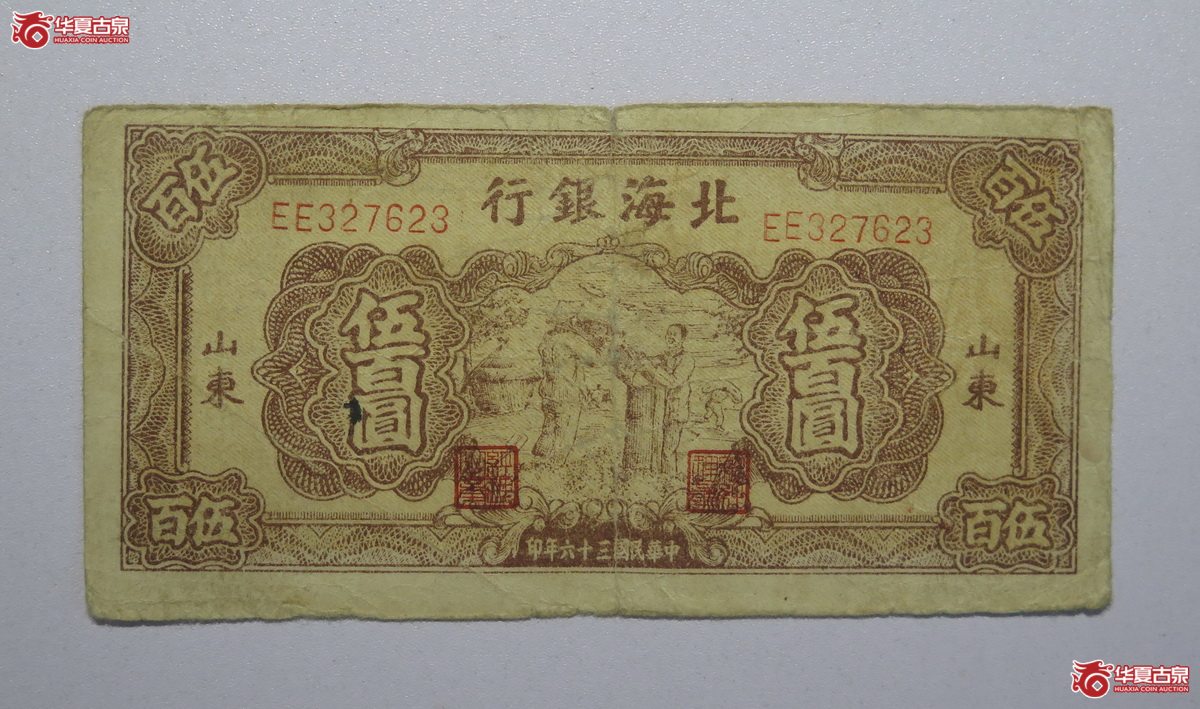 华夏古泉
HUAXIA COIN AUCTION
百伍
百伍
行銀海北
EE327623
EE327623
伍百圓
伍百圓
山東
山東
百伍
百伍
印年六十三國民華中
华夏古泉
HUAXIA COIN AUCTION